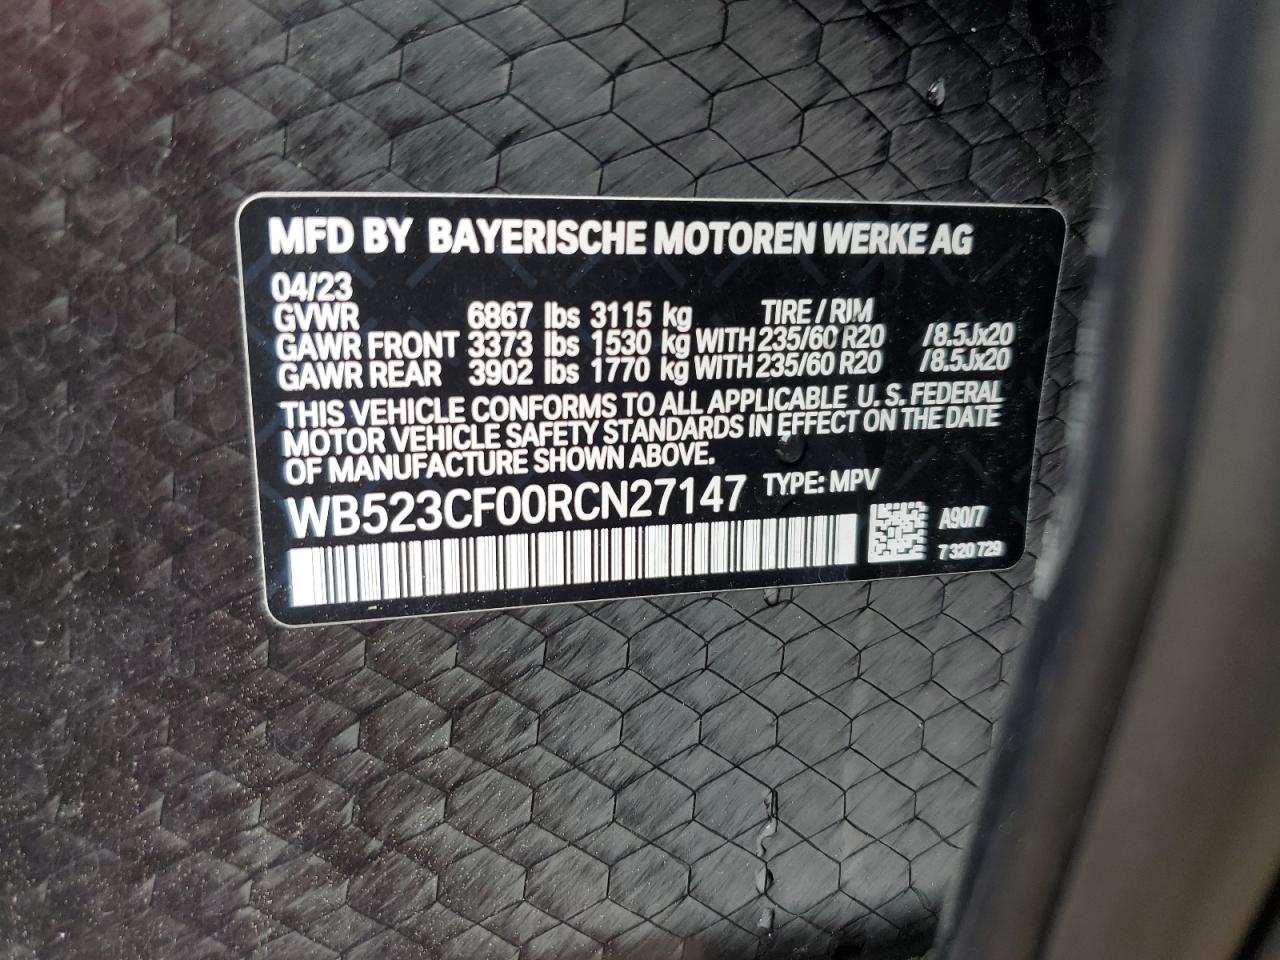 MFD BY BAYERISCHE MOTOREN WERKE AG
04/23
GVWR 6867 lbs 3115 kg TIRE / RIM
GAWR FRONT 3373 lbs 1530 kg WITH 235/60 R20 /8.5Jx20
GAWR REAR 3902 lbs 1770 kg WITH 235/60 R20 /8.5Jx20
THIS VEHICLE CONFORMS TO ALL APPLICABLE U.S. FEDERAL
MOTOR VEHICLE SAFETY STANDARDS IN EFFECT ON THE DATE
OF MANUFACTURE SHOWN ABOVE.
WB523CF00RCN27147 TYPE: MPV
A90/7
7 320 729